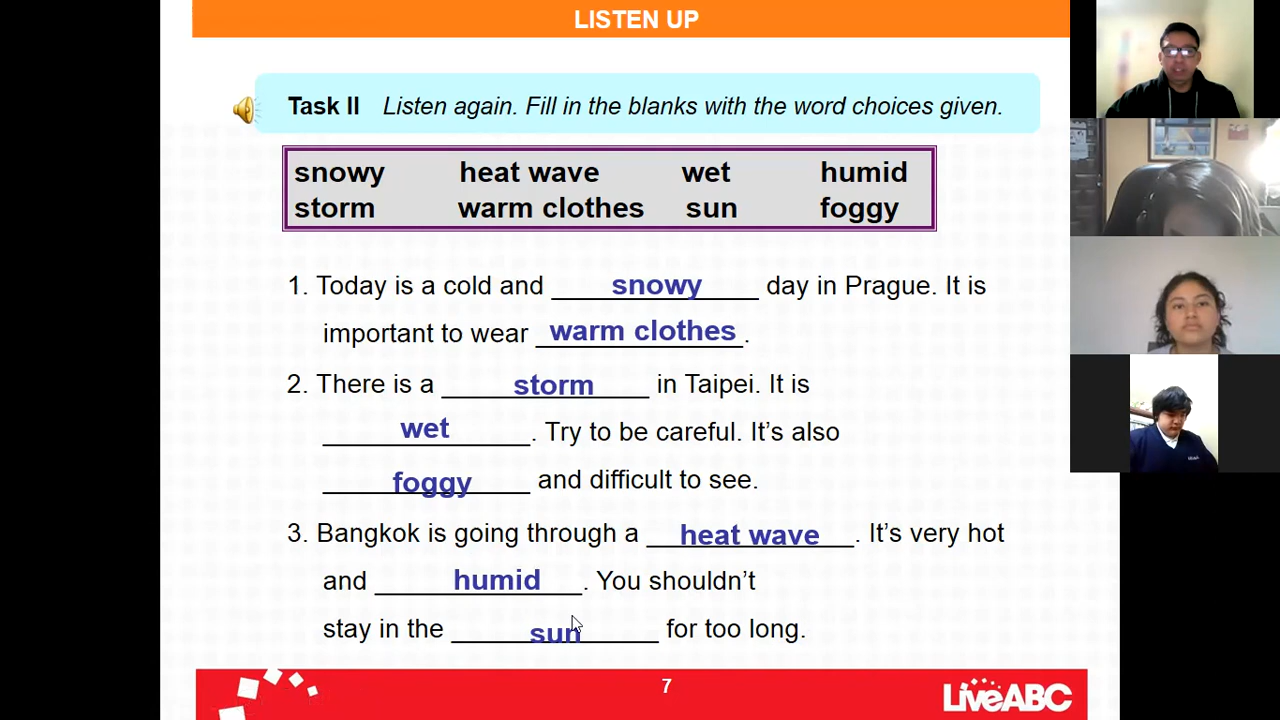 LISTEN UP
Task II Listen again. Fill in the blanks with the word choices given.
snowy heat wave wet humid
storm warm clothes sun foggy
1. Today is a cold and snowy day in Prague. It is
important to wear warm clothes.
2. There is a storm in Taipei. It is
wet. Try to be careful. It’s also
foggy and difficult to see.
3. Bangkok is going through a heat wave. It’s very hot
and humid. You shouldn’t
stay in the sun for too long.
7
LiveABC